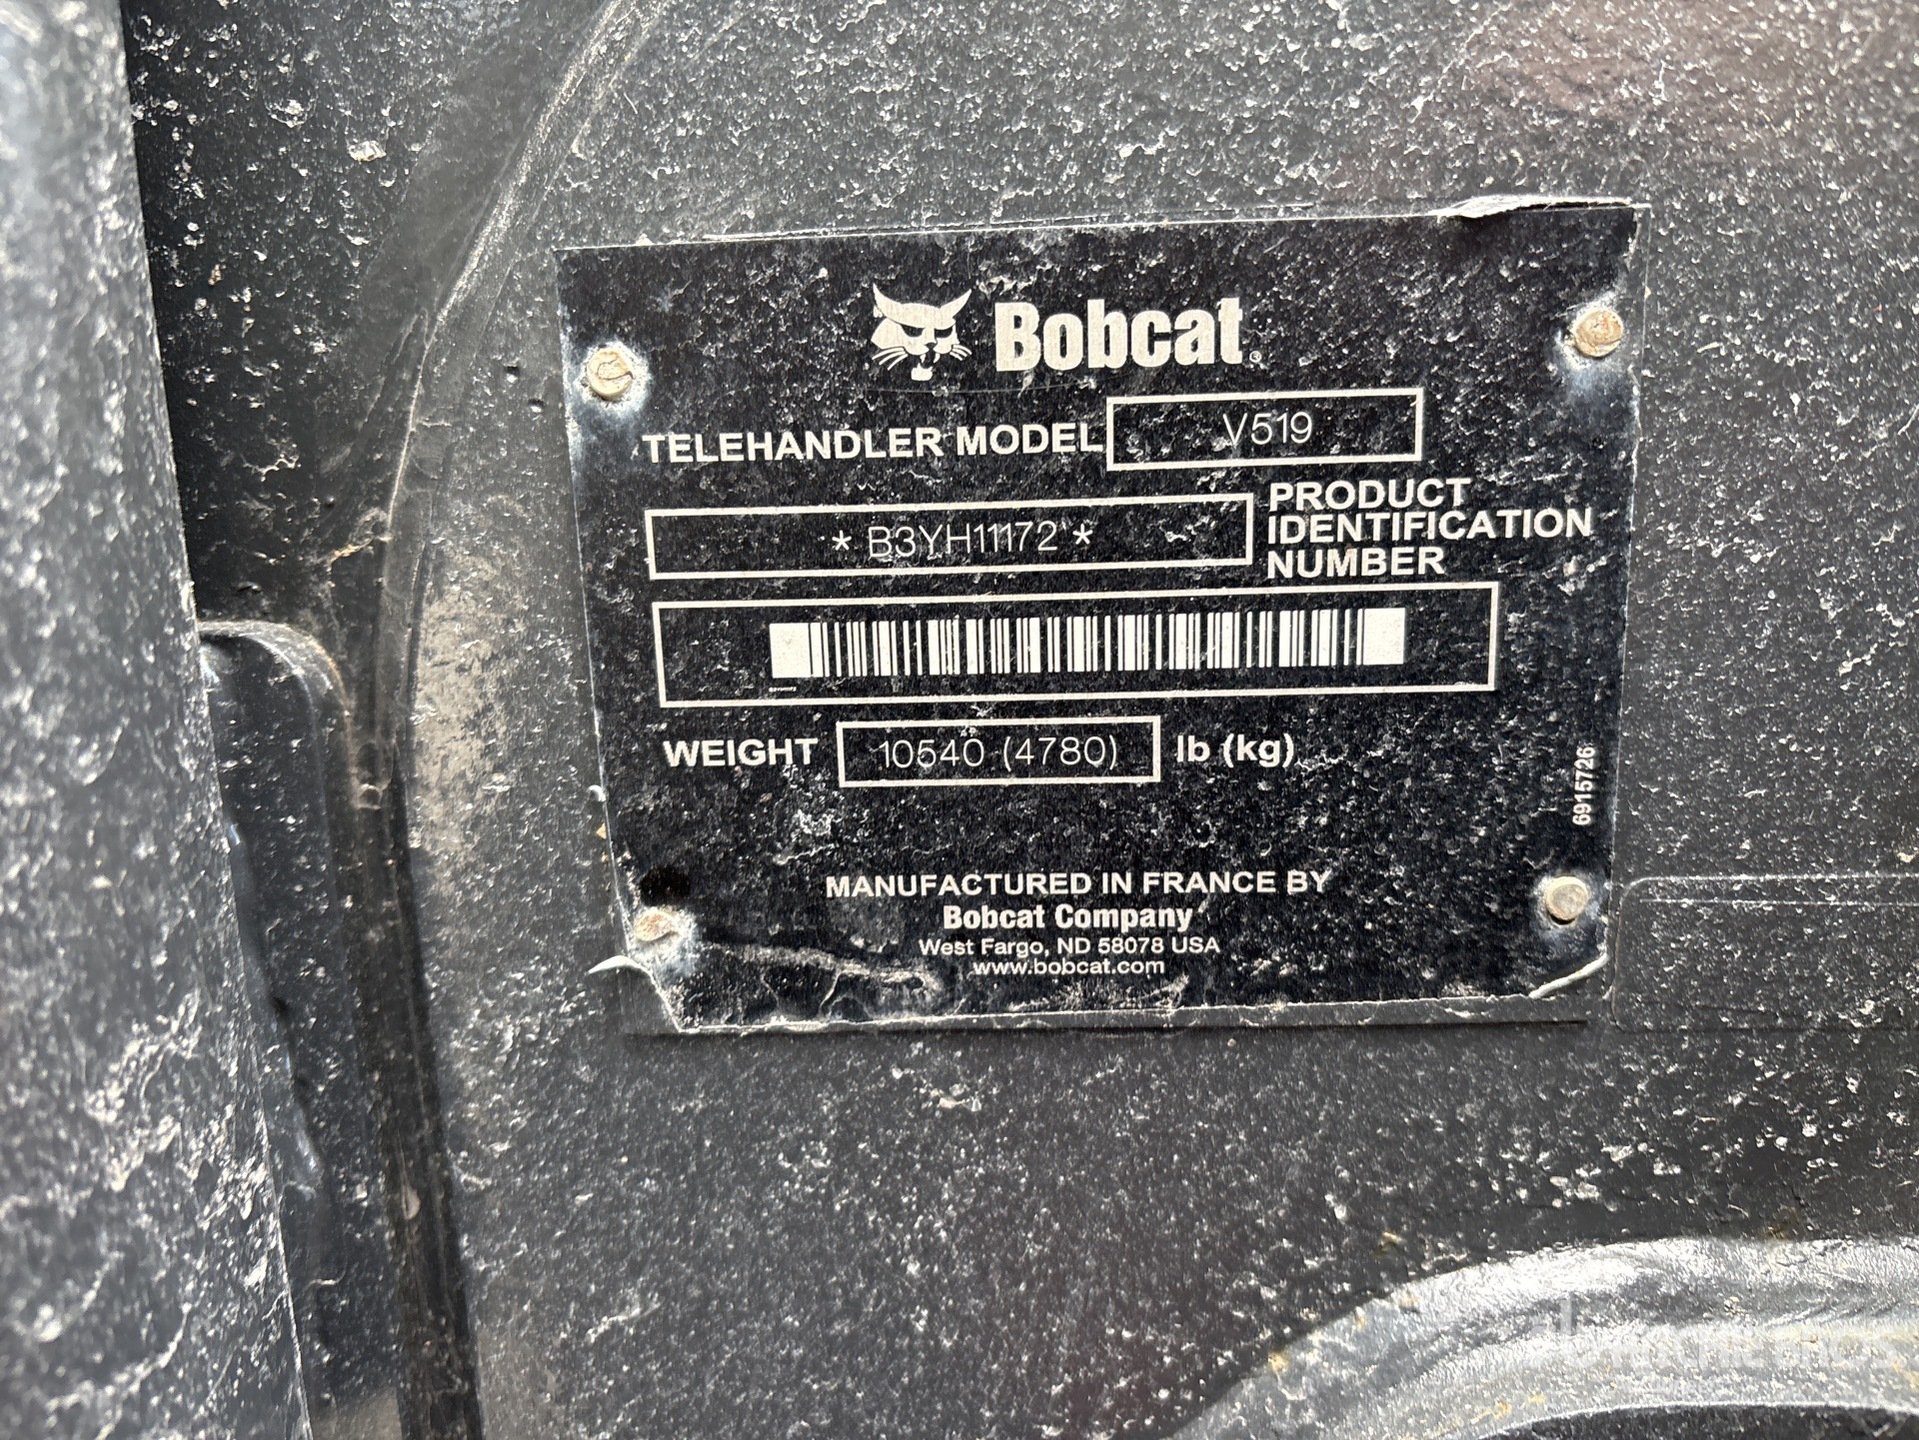 Bobcat®
TELEHANDLER MODEL V519
* B3YH11172 *
PRODUCT
IDENTIFICATION
NUMBER
WEIGHT 10540 (4780) lb (kg)
6915726
MANUFACTURED IN FRANCE BY
Bobcat Company
West Fargo, ND 58078 USA
www.bobcat.com